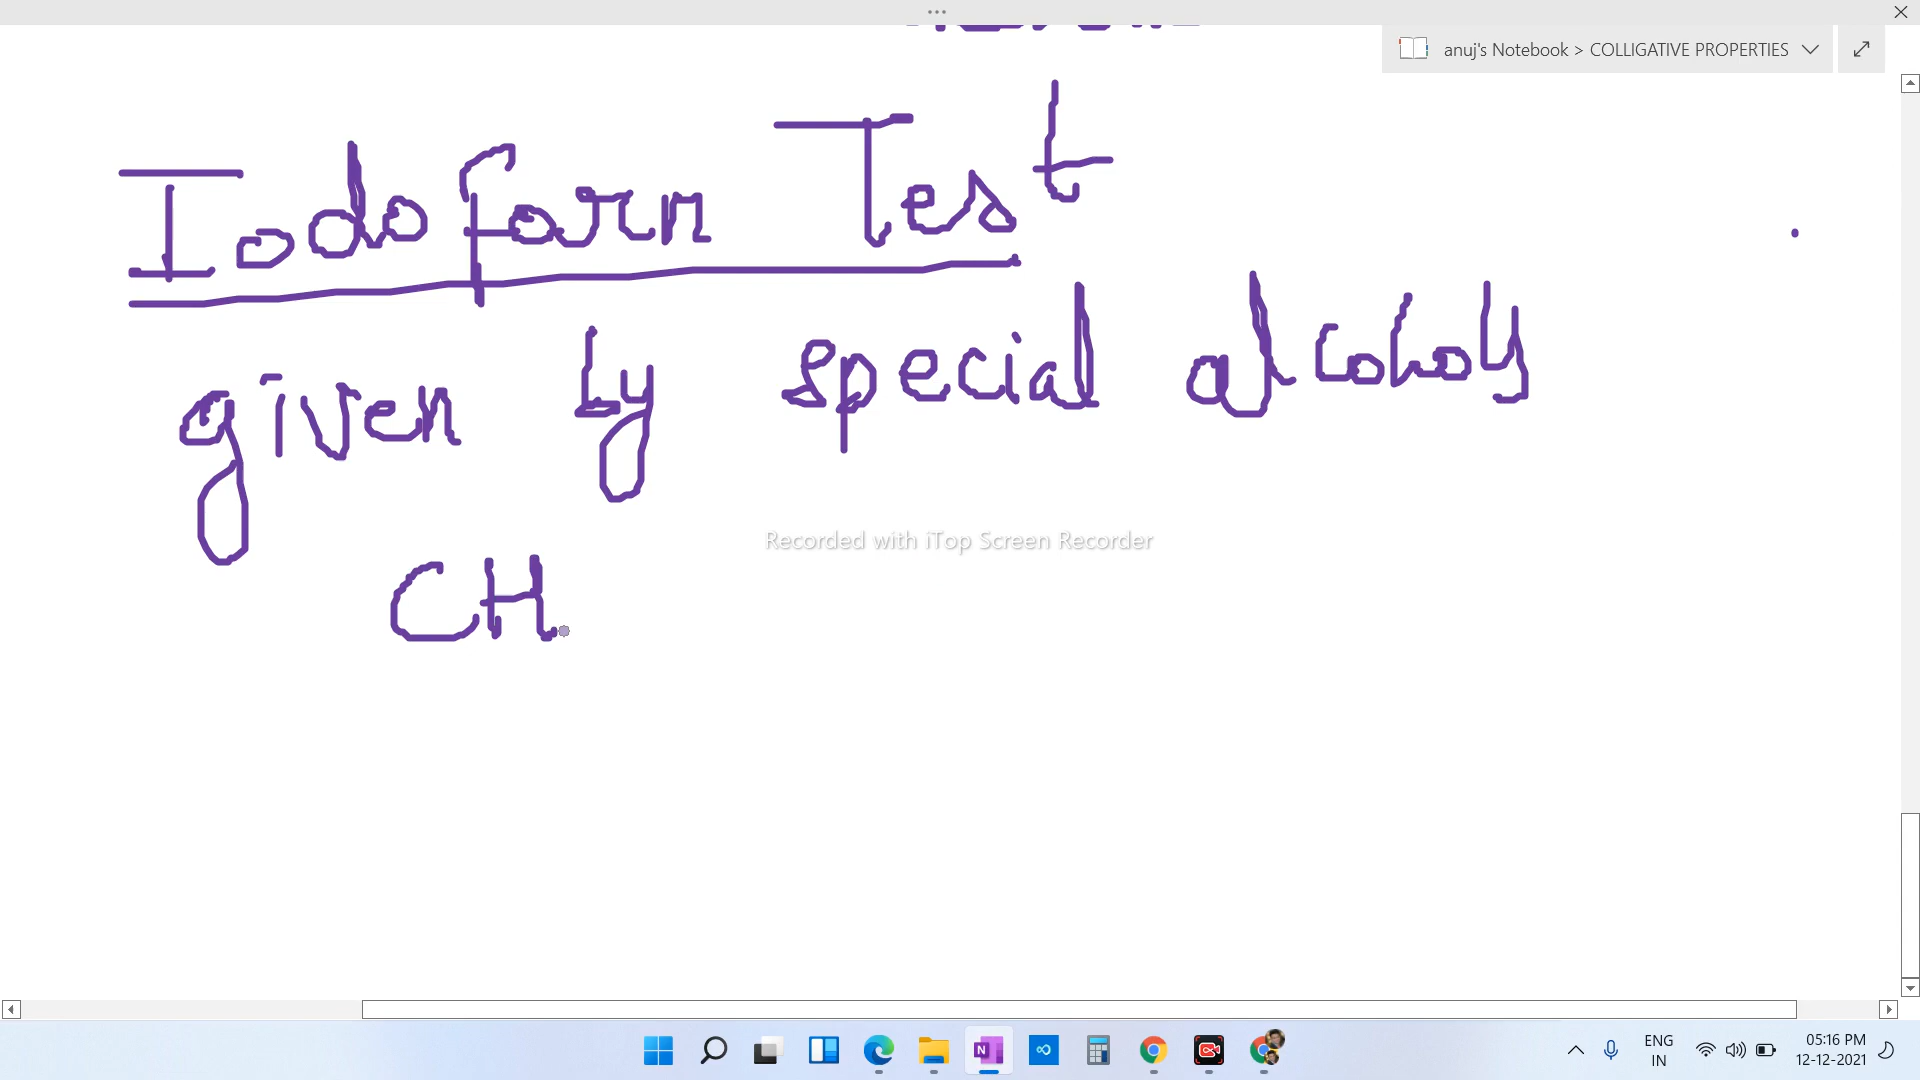 anuj's Notebook > COLLIGATIVE PROPERTIES
Iodoform Test
given by special alcohols
Recorded with iTop Screen Recorder
CH
ENG
IN
05:16 PM
12-12-2021